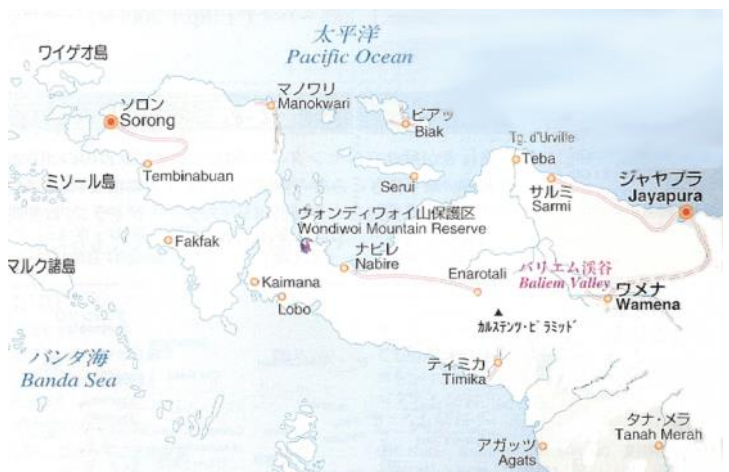 太平洋
Pacific Ocean
ワイゲオ島
マノワリ
Manokwari
ソロン
Sorong
ビアッ
Biak
Tg. d'Urville
Teba
Tembinabuan
ミソール島
Serui
サルミ
Sarmi
ジャヤプラ
Jayapura
ヴォンディウォイ山保護区
Wondiwoi Mountain Reserve
Fakfak
ナビレ
Nabire
Enarotali
バリエム渓谷
Baliem Valley
マルク諸島
Kaimana
Lobo
ワメナ
Wamena
カルステンツ・ピラミッド
バンダ海
Banda Sea
ティミカ
Timika
アガッツ
Agats
タナ・メラ
Tanah Merah